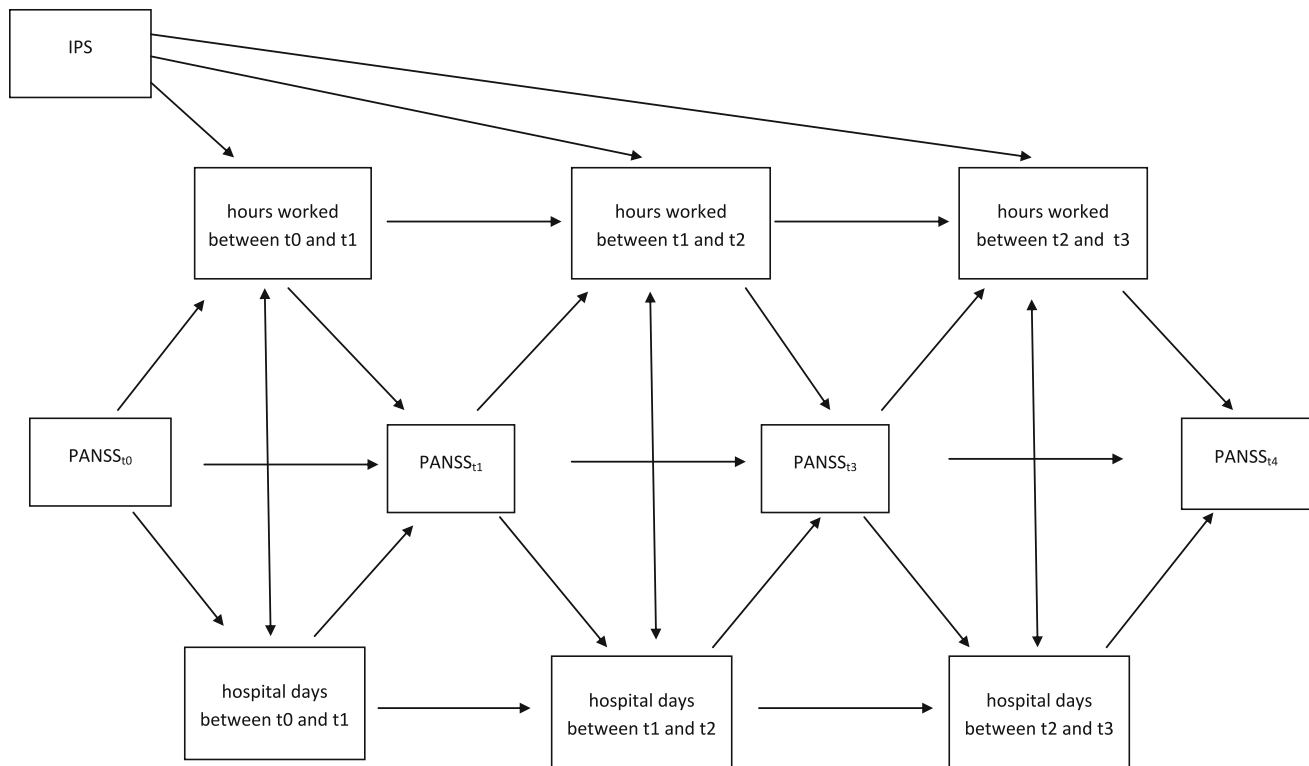 IPS
hours worked
between t0 and t1
hours worked
between t1 and t2
hours worked
between t2 and t3
PANSSt0
PANSSt1
PANSSt3
PANSSt4
hospital days
between t0 and t1
hospital days
between t1 and t2
hospital days
between t2 and t3